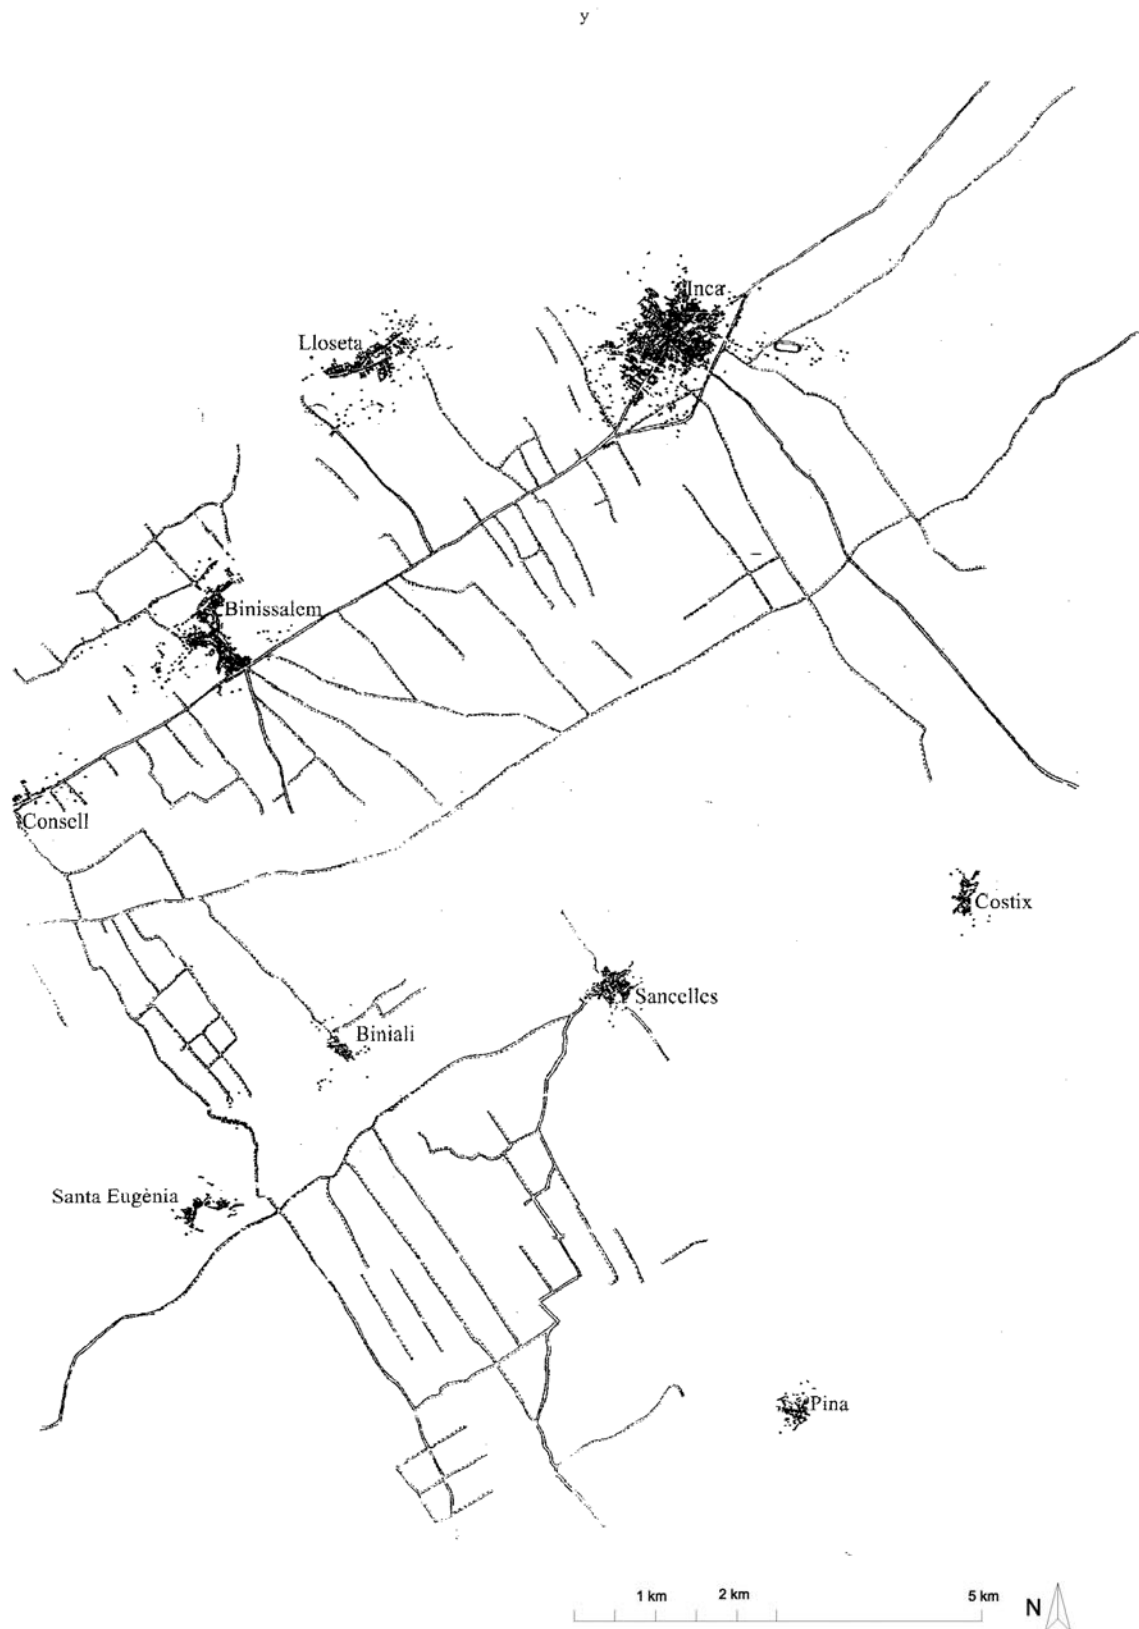 y
Inca
Lloseta
Binissalem
Consell
Costix
Sancelles
Biniali
Santa Eugènia
Pina
1 km 2 km 5 km N